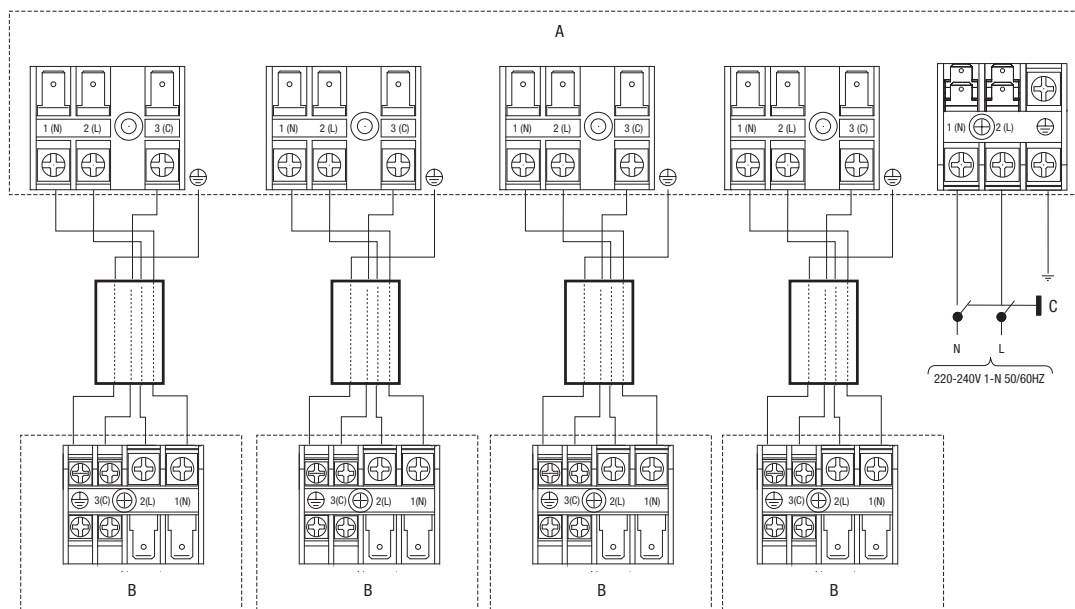 A
1 (N) 2 (L) 3 (C)
1 (N) 2 (L) 3 (C)
1 (N) 2 (L) 3 (C)
1 (N) 2 (L) 3 (C)
1 (N) 2 (L)
C
N L
220-240V 1-N 50/60HZ
3(C) 2(L) 1(N)
3(C) 2(L) 1(N)
3(C) 2(L) 1(N)
3(C) 2(L) 1(N)
B
B
B
B